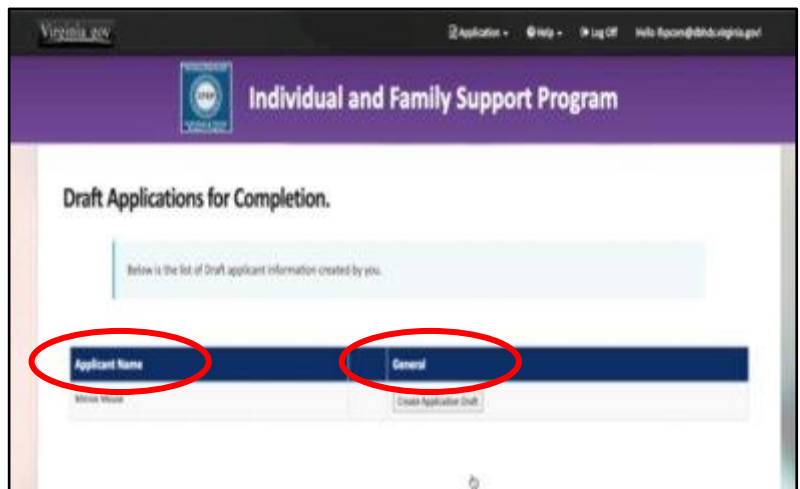 Virginia.gov
Application
Help
Log Off
Individual and Family Support Program
Draft Applications for Completion.
Below is the list of Draft applicant information created by you.
Applicant Name
General
Minnie Mouse
Create Application Draft